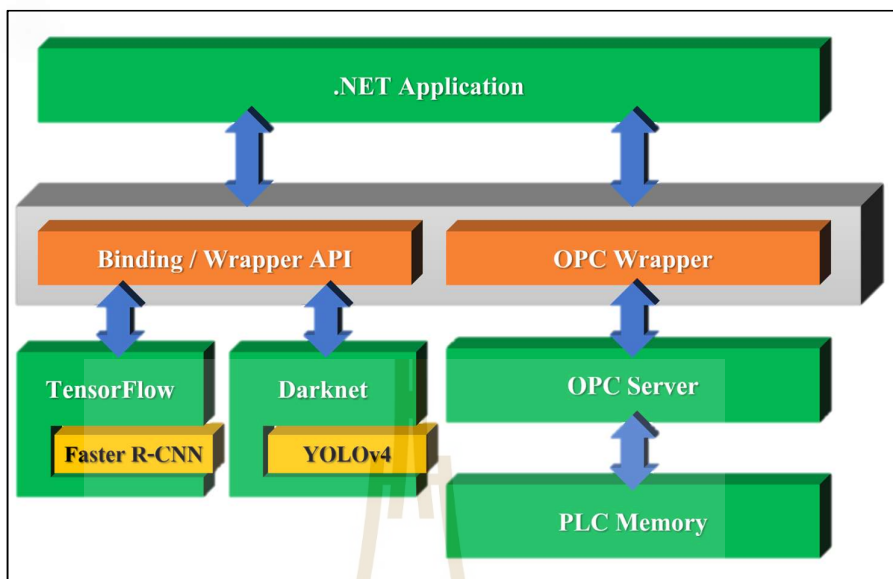 .NET Application
Binding / Wrapper API
OPC Wrapper
TensorFlow
Darknet
OPC Server
Faster R-CNN
YOLOv4
PLC Memory